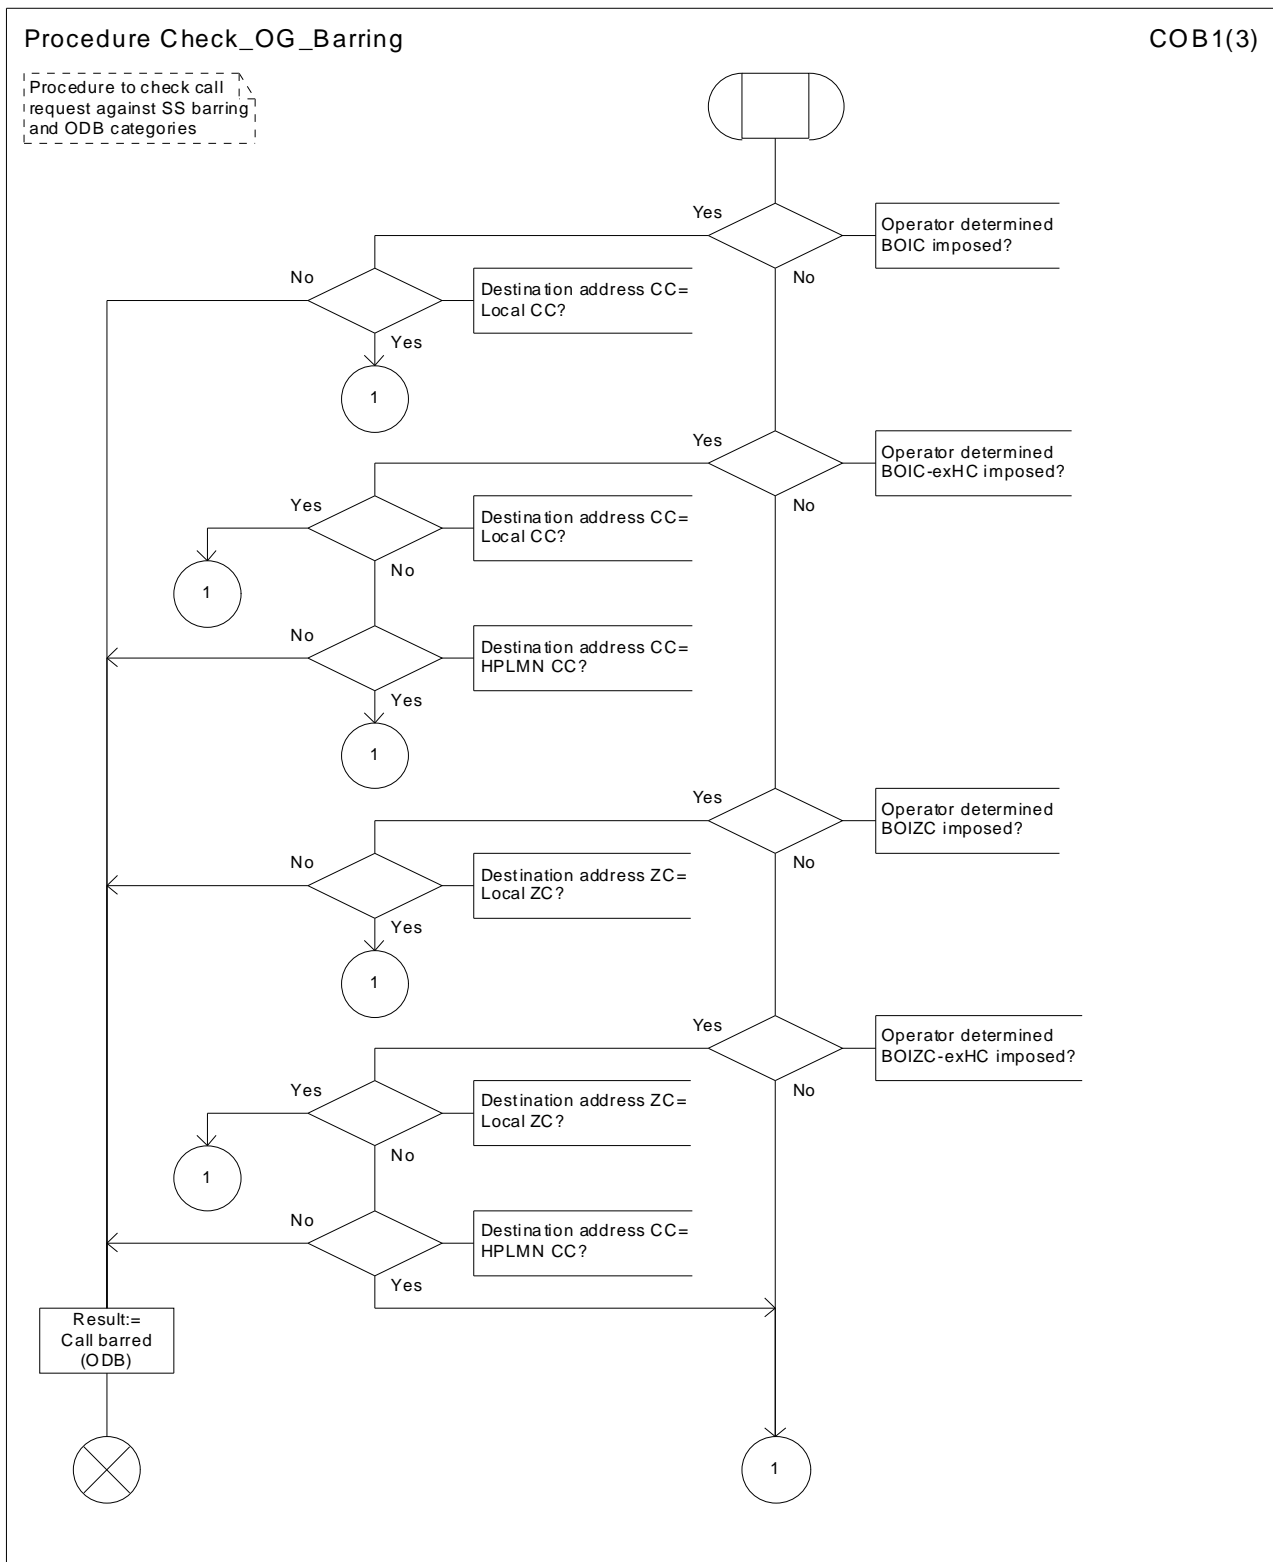 Procedure Check_OG_Barring
COB1(3)
Procedure to check call
request against SS barring
and ODB categories
Yes
Operator determined
BOIC imposed?
No
No
Destination address CC=
Local CC?
Yes
1
Yes
Operator determined
BOIC-exHC imposed?
No
Yes
Destination address CC=
Local CC?
No
1
No
Destination address CC=
HPLMN CC?
Yes
1
Yes
Operator determined
BOIZC imposed?
No
No
Destination address ZC=
Local ZC?
Yes
1
Yes
Operator determined
BOIZC-exHC imposed?
No
Yes
Destination address ZC=
Local ZC?
No
1
No
Destination address CC=
HPLMN CC?
Yes
Result:=
Call barred
(ODB)
1